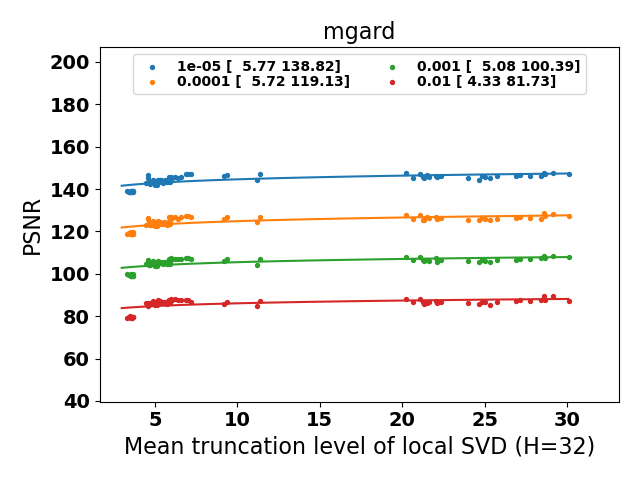 mgard
1e-05 [  5.77 138.82]
0.0001 [  5.72 119.13]
0.001 [  5.08 100.39]
0.01 [ 4.33 81.73]
PSNR
200
180
160
140
120
100
80
60
40
5 10 15 20 25 30
Mean truncation level of local SVD (H=32)